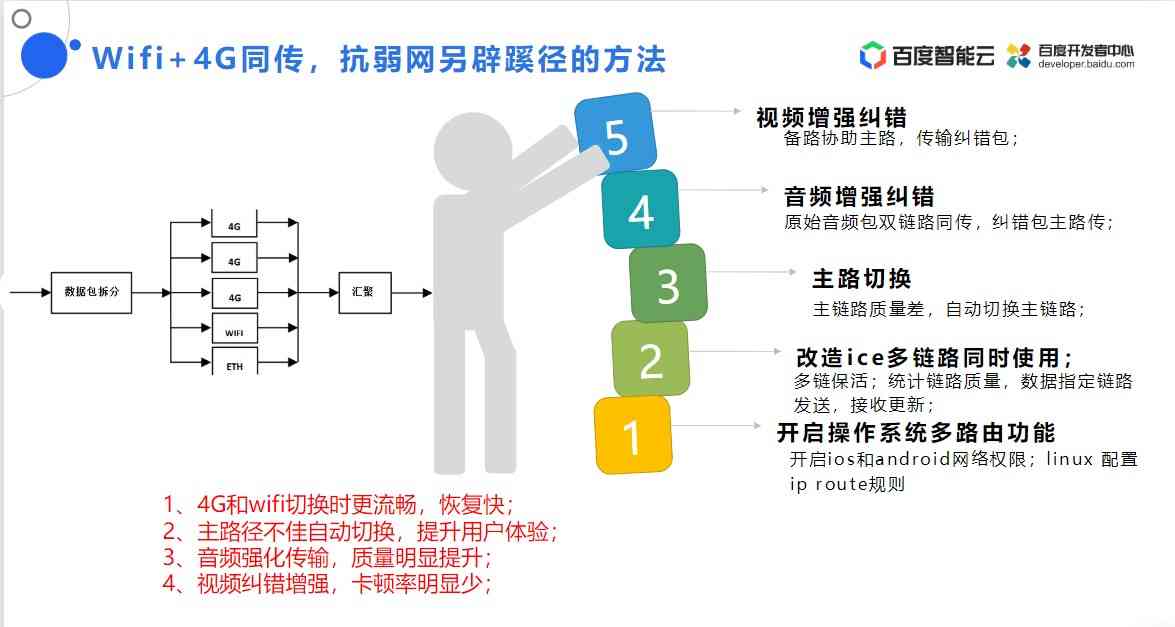 Wifi+4G同传，抗弱网另辟蹊径的方法
百度智能云
百度开发者中心
developer.baidu.com
数据包拆分
4G
4G
4G
WIFI
ETH
汇聚
5
视频增强纠错
备路协助主路，传输纠错包；
4
音频增强纠错
原始音频包双链路同传，纠错包主路传；
3
主路切换
主链路质量差，自动切换主链路；
2
改造ice多链路同时使用；
多链保活；统计链路质量，数据指定链路
发送，接收更新；
1
开启操作系统多路由功能
开启ios和android网络权限；linux 配置
ip route规则
1、4G和wifi切换时更流畅，恢复快；
2、主路径不佳自动切换，提升用户体验；
3、音频强化传输，质量明显提升；
4、视频纠错增强，卡顿率明显少；